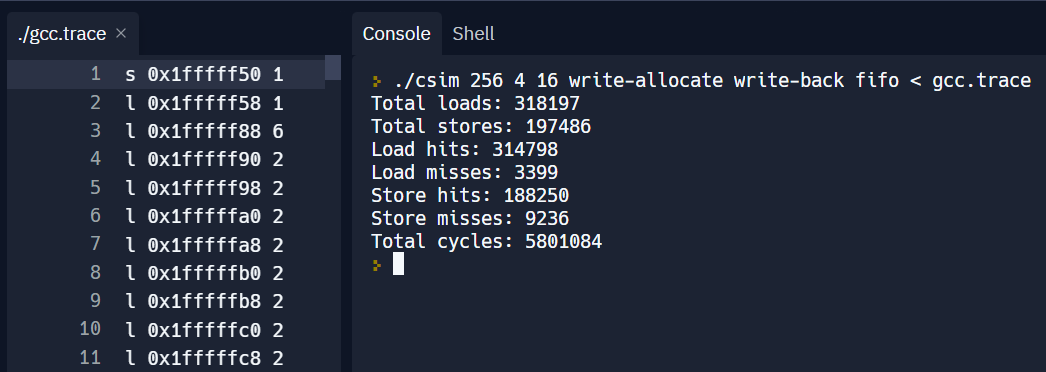 ./gcc.trace ×
1 s 0x1fffff50 1
2 l 0x1fffff58 1
3 l 0x1fffff88 6
4 l 0x1fffff90 2
5 l 0x1fffff98 2
6 l 0x1fffffa0 2
7 l 0x1fffffa8 2
8 l 0x1fffffb0 2
9 l 0x1fffffb8 2
10 l 0x1fffffc0 2
11 l 0x1fffffc8 2
Console Shell
./csim 256 4 16 write-allocate write-back fifo < gcc.trace
Total loads: 318197
Total stores: 197486
Load hits: 314798
Load misses: 3399
Store hits: 188250
Store misses: 9236
Total cycles: 5801084